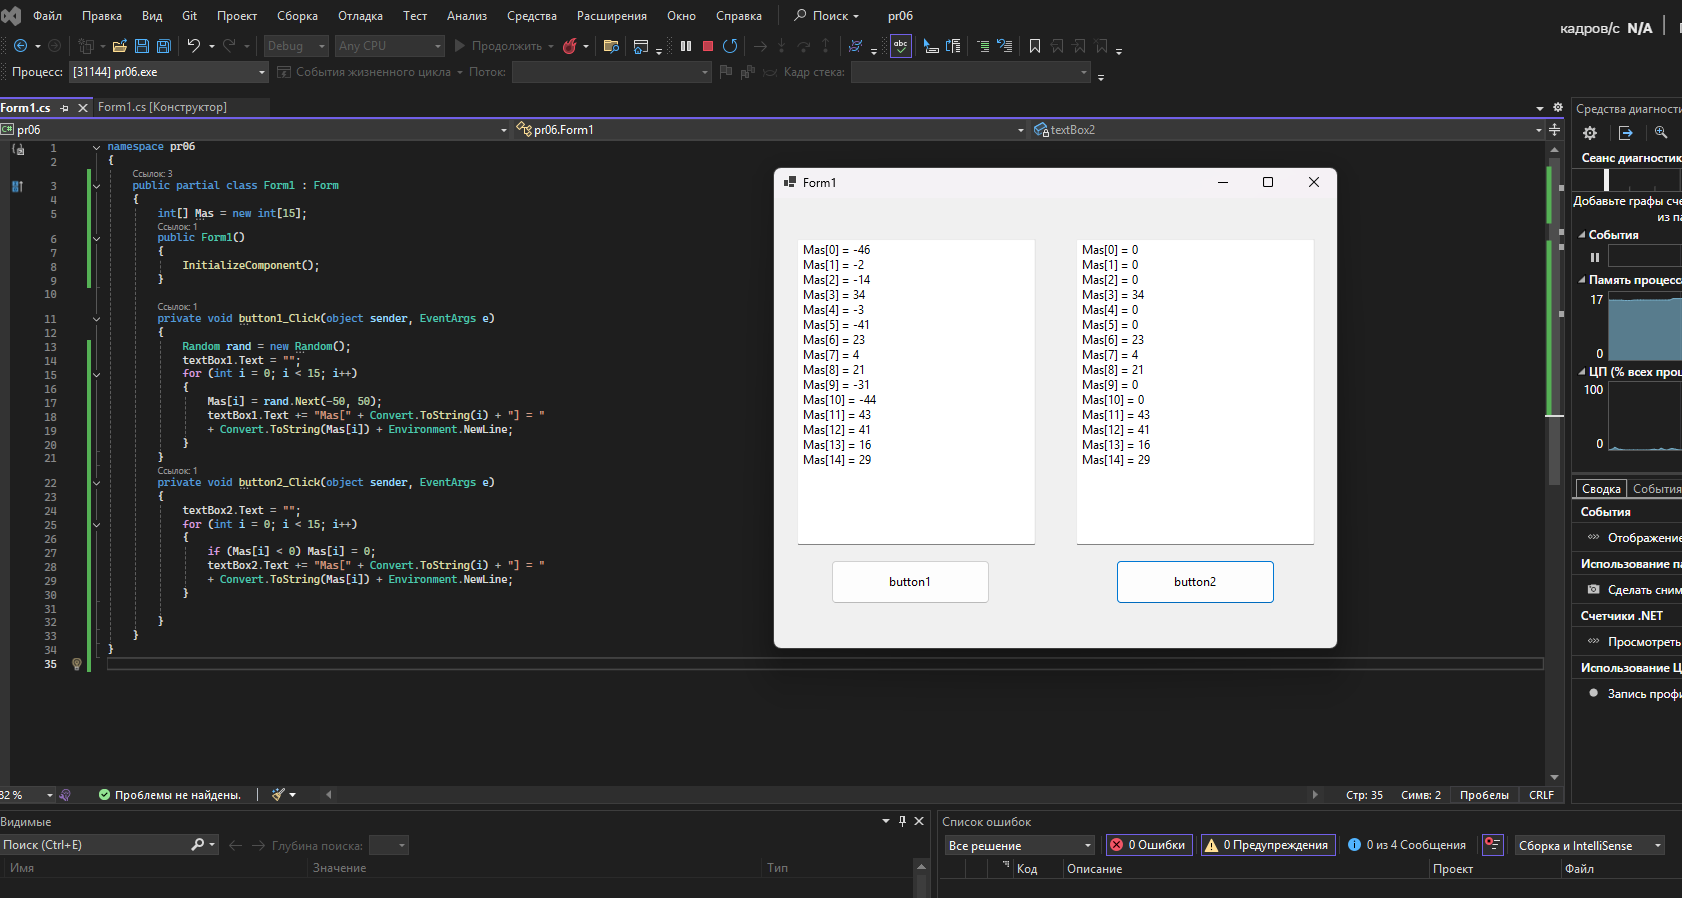 Файл Правка Вид Git Проект Сборка Отладка Тест Анализ Средства Расширения Окно Справка Поиск pr06
кадров/с N/A
Debug Any CPU Продолжить
Процесс: [31144] pr06.exe События жизненного цикла Поток: Кадр стека:
Form1.cs Form1.cs [Конструктор]
C# pr06 pr06.Form1 textBox2
1 namespace pr06
2 {
Ссылок: 3
3 public partial class Form1 : Form
4 {
5 int[] Mas = new int[15];
Ссылок: 1
6 public Form1()
7 {
8 InitializeComponent();
9 }
10
Ссылок: 1
11 private void button1_Click(object sender, EventArgs e)
12 {
13 Random rand = new Random();
14 textBox1.Text = "";
15 for (int i = 0; i < 15; i++)
16 {
17 Mas[i] = rand.Next(-50, 50);
18 textBox1.Text += "Mas[" + Convert.ToString(i) + "] = "
19 + Convert.ToString(Mas[i]) + Environment.NewLine;
20 }
21 }
Ссылок: 1
22 private void button2_Click(object sender, EventArgs e)
23 {
24 textBox2.Text = "";
25 for (int i = 0; i < 15; i++)
26 {
27 if (Mas[i] < 0) Mas[i] = 0;
28 textBox2.Text += "Mas[" + Convert.ToString(i) + "] = "
29 + Convert.ToString(Mas[i]) + Environment.NewLine;
30 }
31
32 }
33 }
34 }
35
Form1
Mas[0] = -46
Mas[1] = -2
Mas[2] = -14
Mas[3] = 34
Mas[4] = -3
Mas[5] = -41
Mas[6] = 23
Mas[7] = 4
Mas[8] = 21
Mas[9] = -31
Mas[10] = -44
Mas[11] = 43
Mas[12] = 41
Mas[13] = 16
Mas[14] = 29
Mas[0] = 0
Mas[1] = 0
Mas[2] = 0
Mas[3] = 34
Mas[4] = 0
Mas[5] = 0
Mas[6] = 23
Mas[7] = 4
Mas[8] = 21
Mas[9] = 0
Mas[10] = 0
Mas[11] = 43
Mas[12] = 41
Mas[13] = 16
Mas[14] = 29
button1 button2
Средства диагности
Сеанс диагностик
Добавьте графы сче
из па
События
Память процесса
17
0
ЦП (% всех проц
100
0
Сводка События
События
Отображение
Использование па
Сделать сним
Счетчики .NET
Просмотреть
Использование Ц
Запись профи
82 % Проблемы не найдены. Стр: 35 Симв: 2 Пробелы CRLF
Видимые
Поиск (Ctrl+E) Глубина поиска:
Имя Значение Тип
Список ошибок
Все решение 0 Ошибки 0 Предупреждения 0 из 4 Сообщения Сборка и IntelliSense
Код Описание Проект Файл